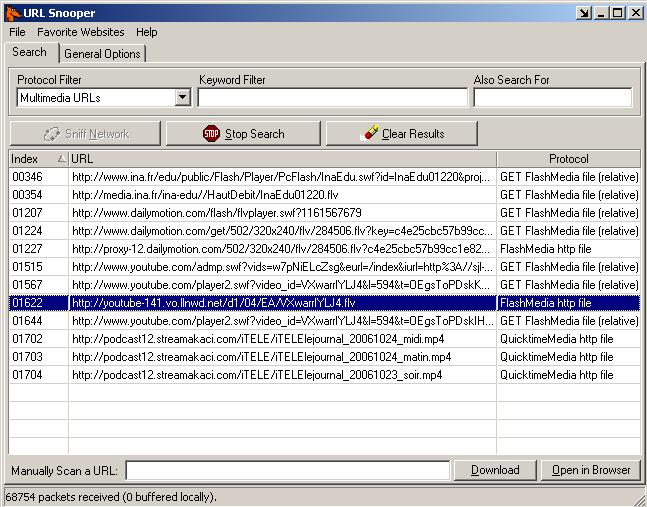 URL Snooper
File Favorite Websites Help
Search General Options
Protocol Filter Keyword Filter Also Search For
Multimedia URLs
Sniff Network Stop Search Clear Results
Index URL Protocol
00346 http://www.ina.fr/edu/public/Flash/Player/PcFlash/InaEdu.swf?id=InaEdu01220&proj... GET FlashMedia file (relative)
00354 http://media.ina.fr/ina-edu//HautDebit/InaEdu01220.flv GET FlashMedia file (relative)
01207 http://www.dailymotion.com/flash/flvplayer.swf?1161567679 GET FlashMedia file (relative)
01224 http://www.dailymotion.com/get/502/320x240/flv/284506.flv?key=c4e25cbc57b99cc... GET FlashMedia file (relative)
01227 http://proxy-12.dailymotion.com/502/320x240/flv/284506.flv?c4e25cbc57b99cc1e82... FlashMedia http file
01515 http://www.youtube.com/admp.swf?vids=w7pNiELcZsg&eurl=/index&iurl=http%3A//sjl-... GET FlashMedia file (relative)
01567 http://www.youtube.com/player2.swf?video_id=VXwarrlYLJ4&l=594&t=OEgsToPDskK... GET FlashMedia file (relative)
01622 http://youtube-141.vo.llnwd.net/d1/04/EA/VXwarrlYLJ4.flv FlashMedia http file
01644 http://www.youtube.com/player2.swf?video_id=VXwarrlYLJ4&l=594&t=OEgsToPDskIH... GET FlashMedia file (relative)
01702 http://podcast12.streamakaci.com/iTELE/iTELElejournal_20061024_midi.mp4 QuicktimeMedia http file
01703 http://podcast12.streamakaci.com/iTELE/iTELElejournal_20061024_matin.mp4 QuicktimeMedia http file
01704 http://podcast12.streamakaci.com/iTELE/iTELElejournal_20061023_soir.mp4 QuicktimeMedia http file
Manually Scan a URL: Download Open in Browser
68754 packets received (0 buffered locally).